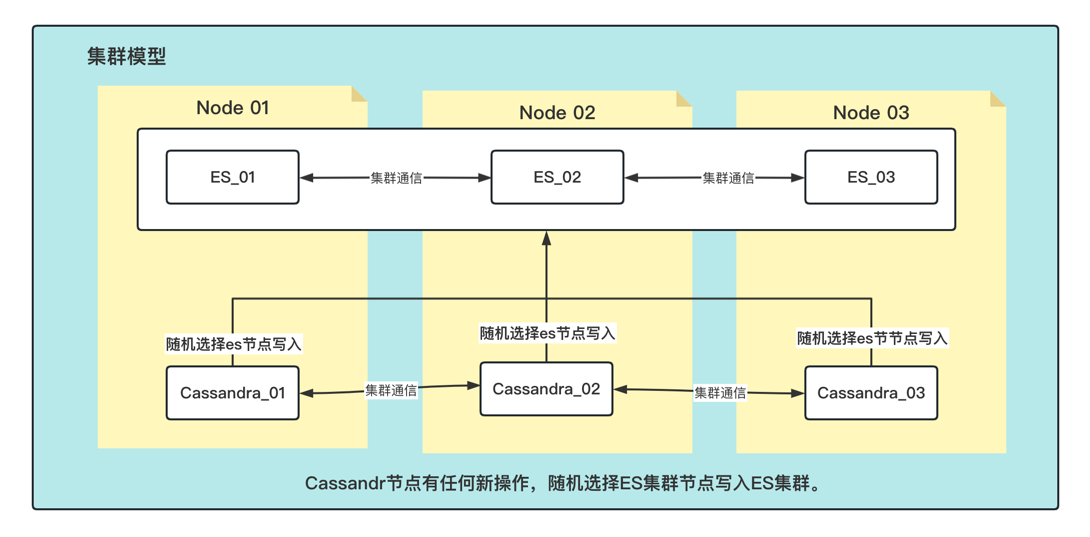 集群模型
Node 01
Node 02
Node 03
ES_01
集群通信
ES_02
集群通信
ES_03
随机选择es节点写入
随机选择es节点写入
随机选择es节节点写入
Cassandra_01
集群通信
Cassandra_02
集群通信
Cassandra_03
Cassandr节点有任何新操作，随机选择ES集群节点写入ES集群。